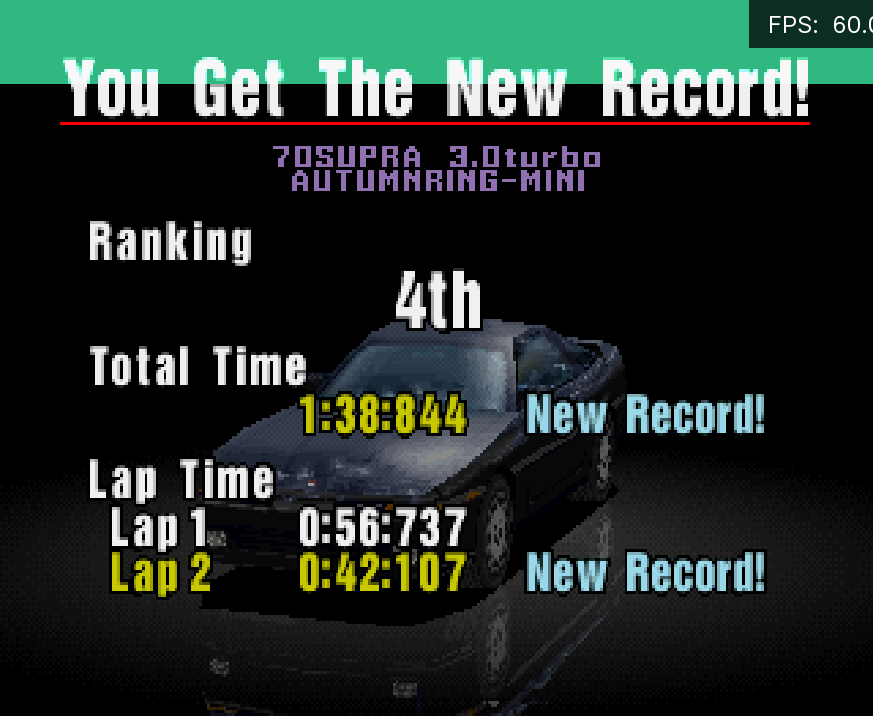 FPS: 60.0
You Get The New Record!
70SUPRA 3.0turbo
AUTUMNRING-MINI
Ranking
4th
Total Time
1:38:844 New Record!
Lap Time
Lap 1 0:56:737
Lap 2 0:42:107 New Record!